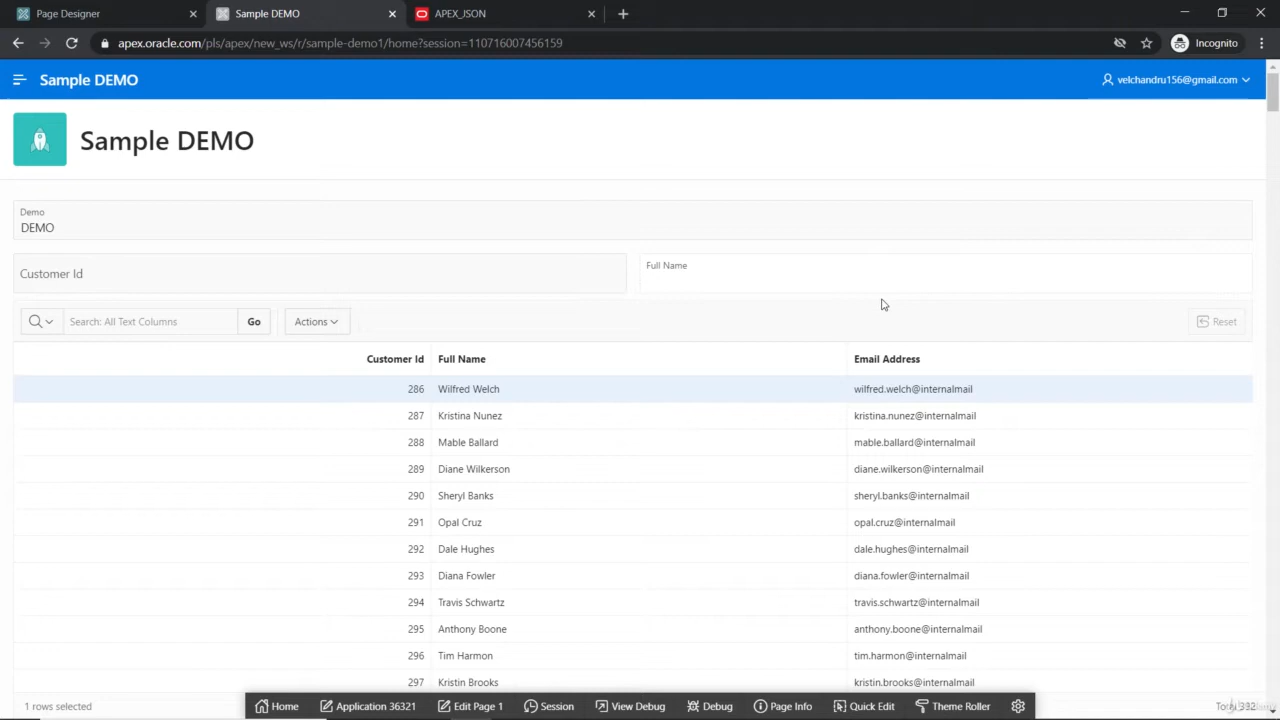 Page Designer
Sample DEMO
APEX_JSON
apex.oracle.com/pls/apex/new_ws/r/sample-demo1/home?session=110716007456159
Incognito
Sample DEMO
velchandru156@gmail.com
Sample DEMO
Demo
DEMO
Customer Id
Full Name
Search: All Text Columns
Go
Actions
Reset
Customer Id Full Name Email Address
286 Wilfred Welch wilfred.welch@internalmail
287 Kristina Nunez kristina.nunez@internalmail
288 Mable Ballard mable.ballard@internalmail
289 Diane Wilkerson diane.wilkerson@internalmail
290 Sheryl Banks sheryl.banks@internalmail
291 Opal Cruz opal.cruz@internalmail
292 Dale Hughes dale.hughes@internalmail
293 Diana Fowler diana.fowler@internalmail
294 Travis Schwartz travis.schwartz@internalmail
295 Anthony Boone anthony.boone@internalmail
296 Tim Harmon tim.harmon@internalmail
297 Kristin Brooks kristin.brooks@internalmail
1 rows selected
Home Application 36321 Edit Page 1 Session View Debug Debug Page Info Quick Edit Theme Roller